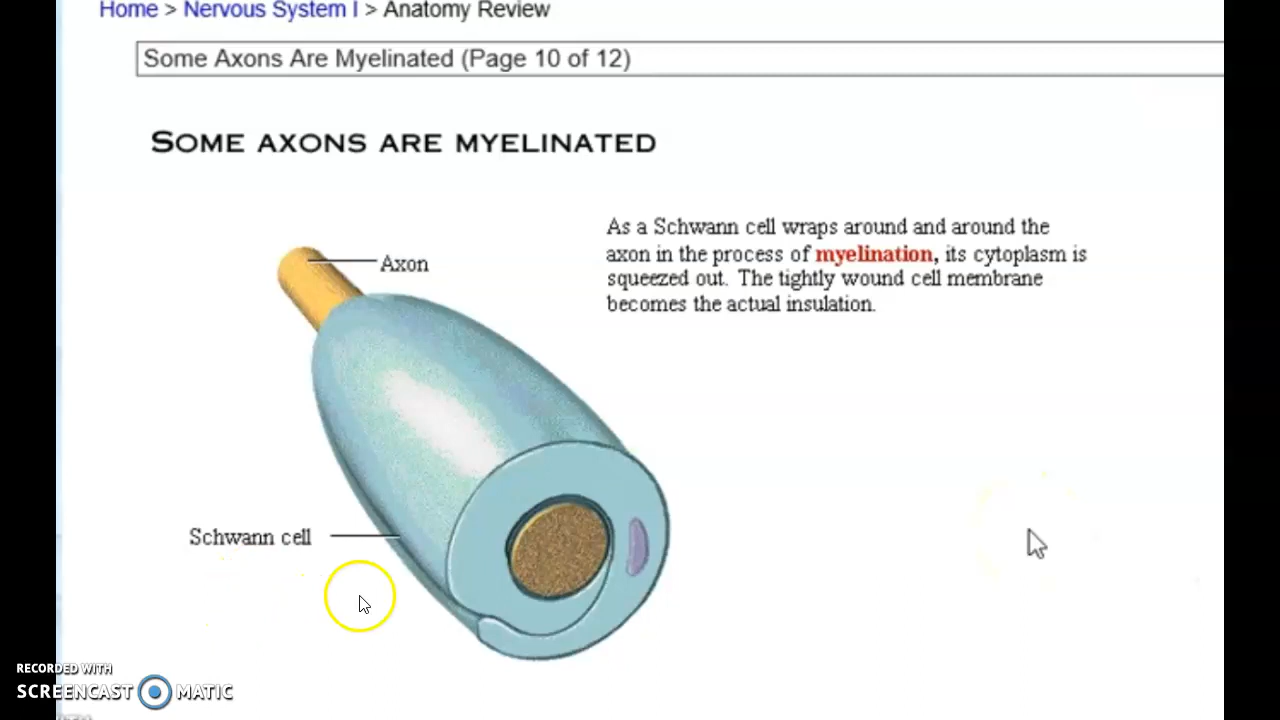 Home > Nervous System I > Anatomy Review
Some Axons Are Myelinated (Page 10 of 12)
SOME AXONS ARE MYELINATED
As a Schwann cell wraps around and around the
axon in the process of myelination, its cytoplasm is
squeezed out. The tightly wound cell membrane
becomes the actual insulation.
Axon
Schwann cell
RECORDED WITH
SCREENCAST MATIC